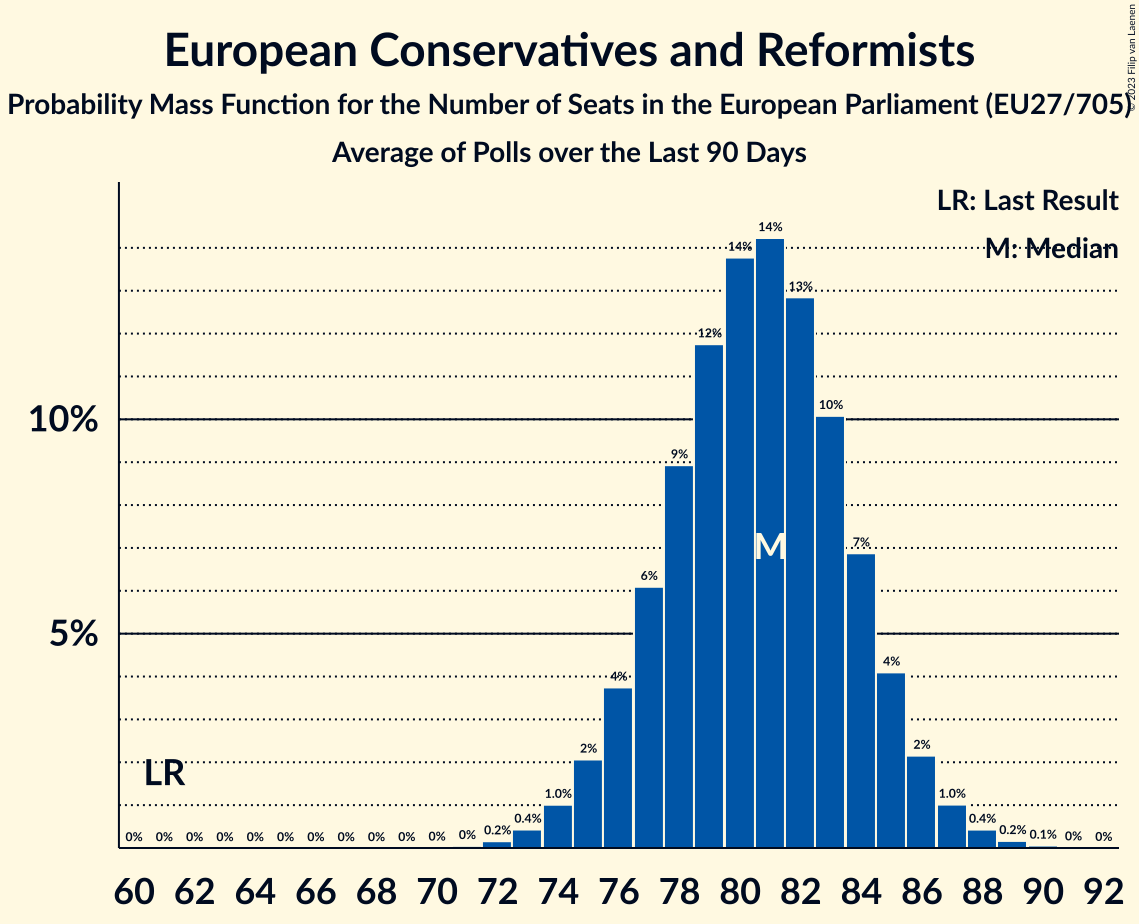 European Conservatives and Reformists
Probability Mass Function for the Number of Seats in the European Parliament (EU27/705)
Average of Polls over the Last 90 Days
© 2023 Filip van Laenen
LR: Last Result
M: Median
10%
5%
LR
M
0% 0% 0% 0% 0% 0% 0% 0% 0% 0% 0% 0% 0.2% 0.4% 1.0% 2% 4% 6% 9% 12% 14% 14% 13% 10% 7% 4% 2% 1.0% 0.4% 0.2% 0.1% 0% 0%
60 62 64 66 68 70 72 74 76 78 80 82 84 86 88 90 92